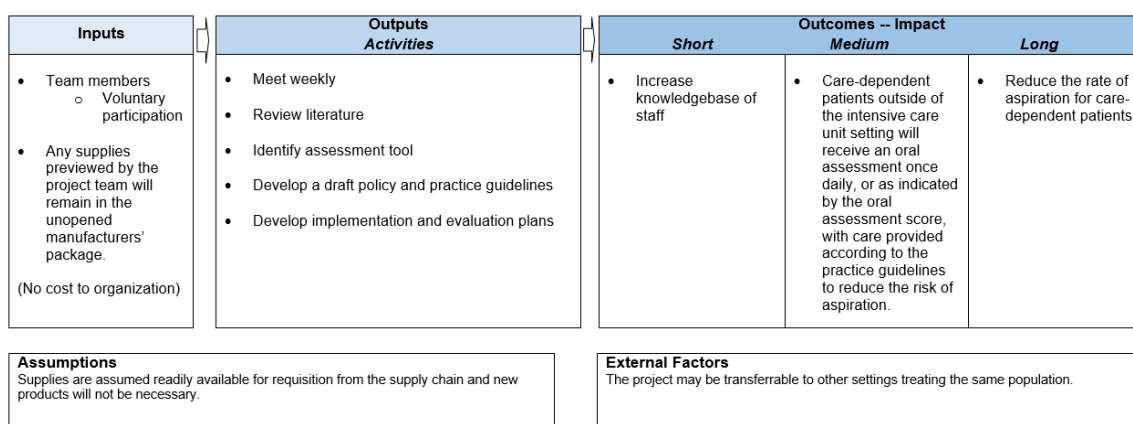 Inputs
• Team members
o Voluntary
participation
• Any supplies
previewed by the
project team will
remain in the
unopened
manufacturers’
package.
(No cost to organization)
Outputs
Activities
• Meet weekly
• Review literature
• Identify assessment tool
• Develop a draft policy and practice guidelines
• Develop implementation and evaluation plans
Outcomes -- Impact
Short Medium Long
• Increase
knowledgebase of
staff
• Care-dependent
patients outside of
the intensive care
unit setting will
receive an oral
assessment once
daily, or as indicated
by the oral
assessment score,
with care provided
according to the
practice guidelines
to reduce the risk of
aspiration.
• Reduce the rate of
aspiration for care-
dependent patients
Assumptions
Supplies are assumed readily available for requisition from the supply chain and new
products will not be necessary.
External Factors
The project may be transferrable to other settings treating the same population.